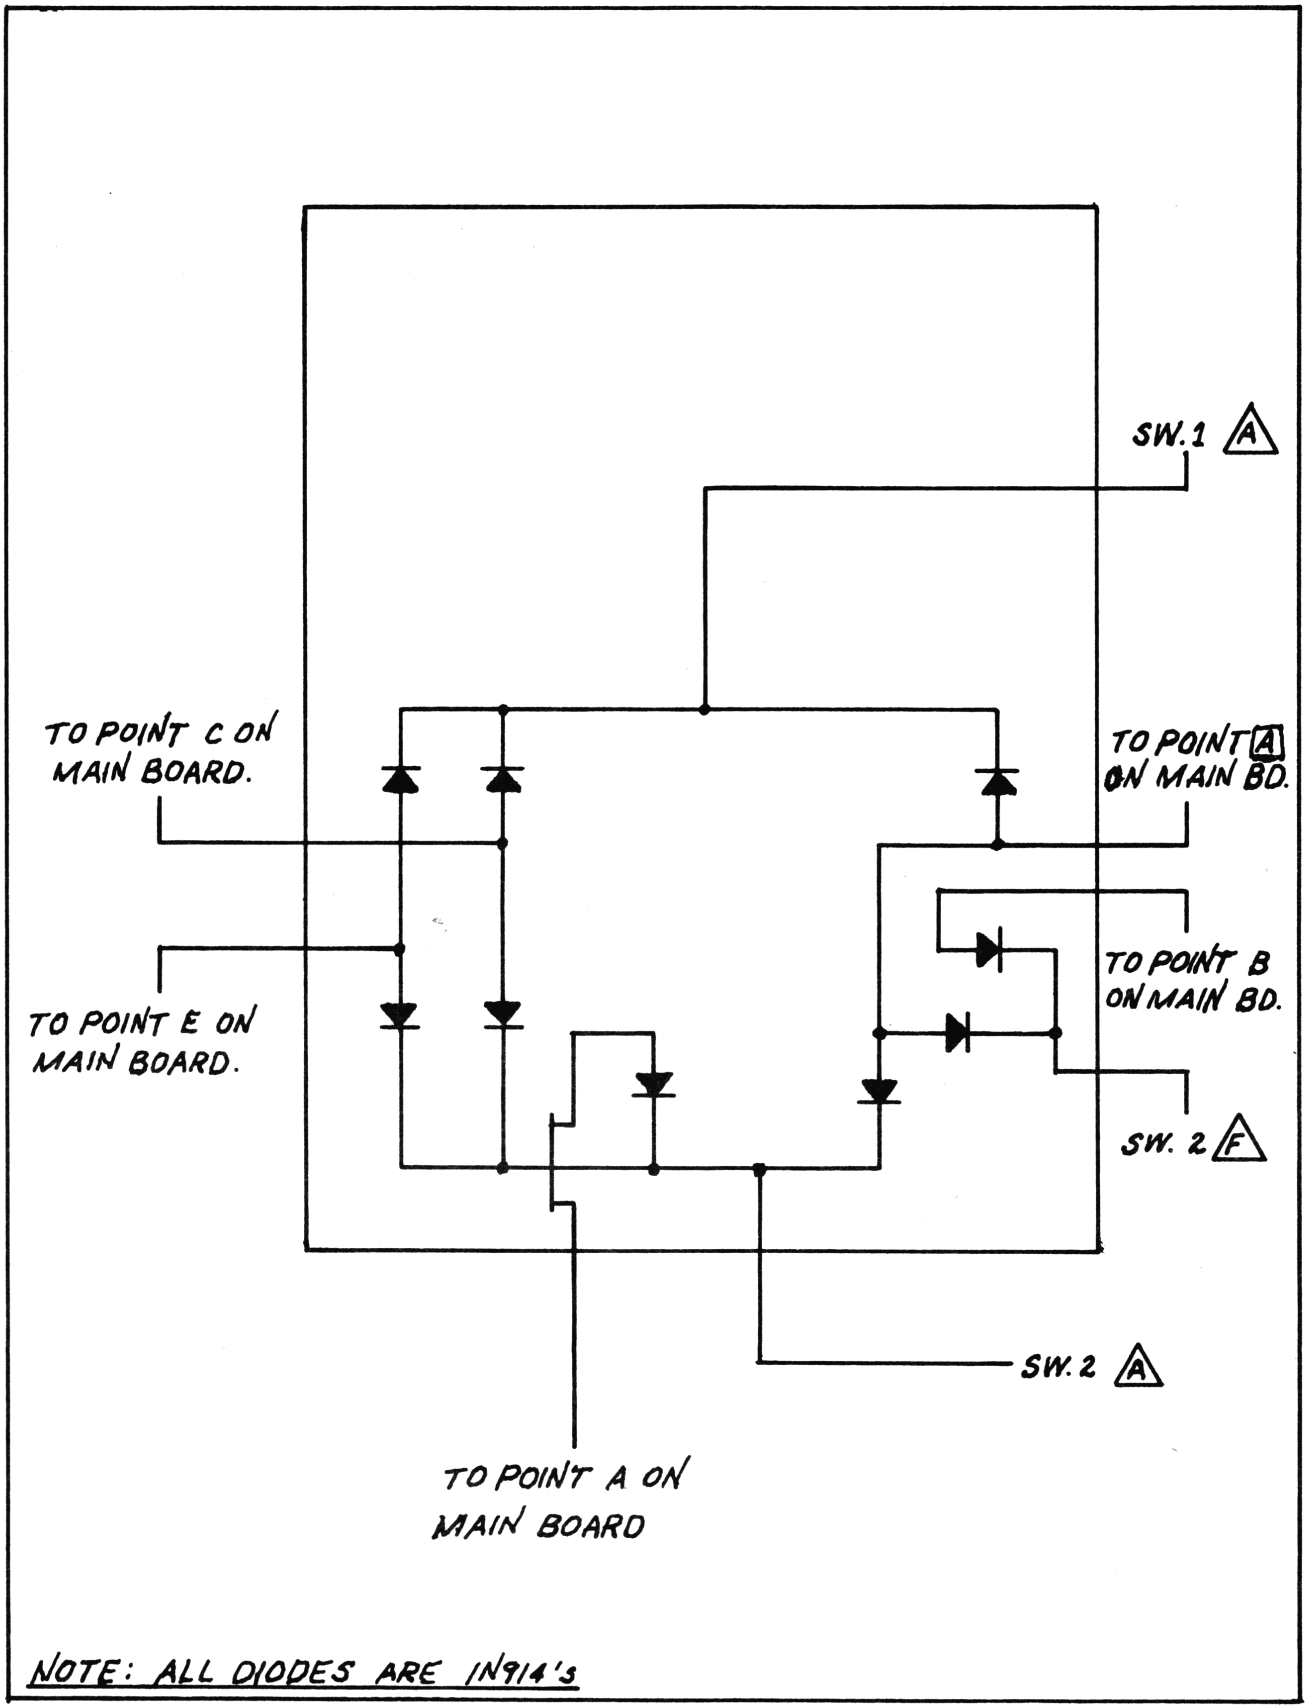 SW.1 A
TO POINT C ON
MAIN BOARD.
TO POINT A
ON MAIN BD.
TO POINT B
ON MAIN BD.
TO POINT E ON
MAIN BOARD.
SW. 2 F
SW.2 A
TO POINT A ON
MAIN BOARD
NOTE: ALL DIODES ARE IN914's